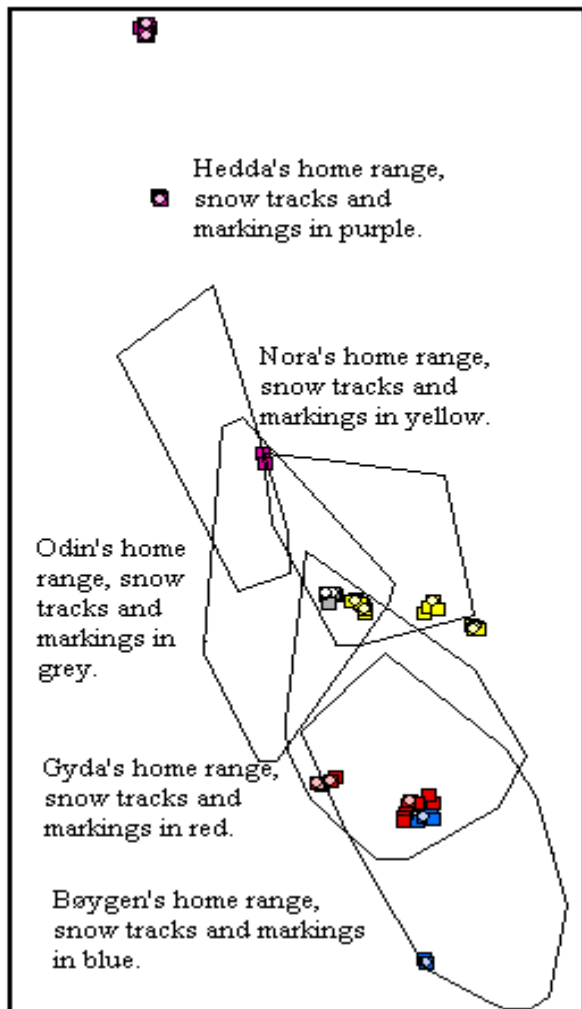 Hedda's home range,
snow tracks and
markings in purple.
Nora's home range,
snow tracks and
markings in yellow.
Odin's home
range, snow
tracks and
markings in
grey.
Gyda's home range,
snow tracks and
markings in red.
Bøygen's home range,
snow tracks and markings
in blue.